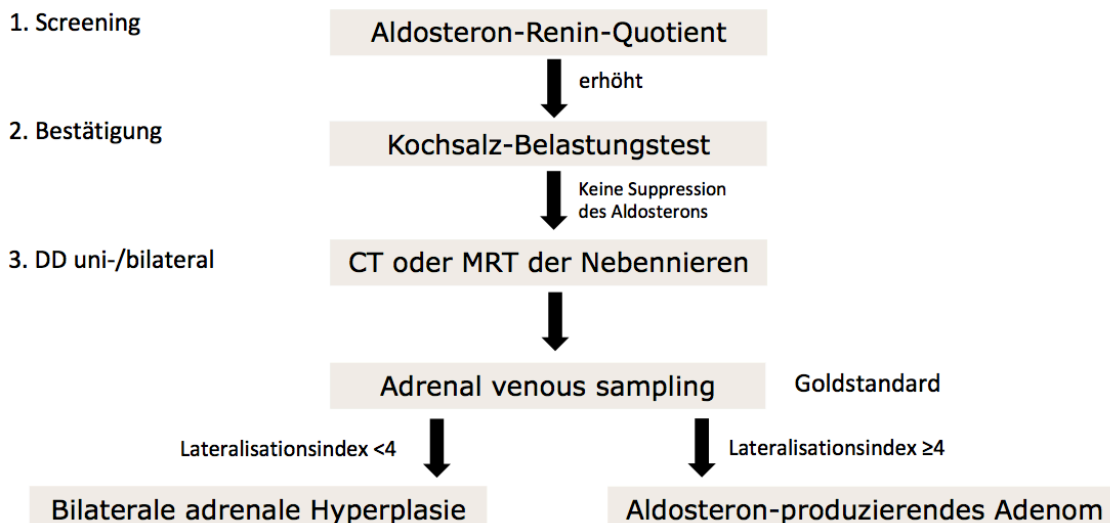 1. Screening
Aldosteron-Renin-Quotient
erhöht
2. Bestätigung
Kochsalz-Belastungstest
Keine Suppression
des Aldosterons
3. DD uni-/bilateral
CT oder MRT der Nebennieren
Adrenal venous sampling
Goldstandard
Lateralisationsindex <4
Lateralisationsindex ≥4
Bilaterale adrenale Hyperplasie
Aldosteron-produzierendes Adenom